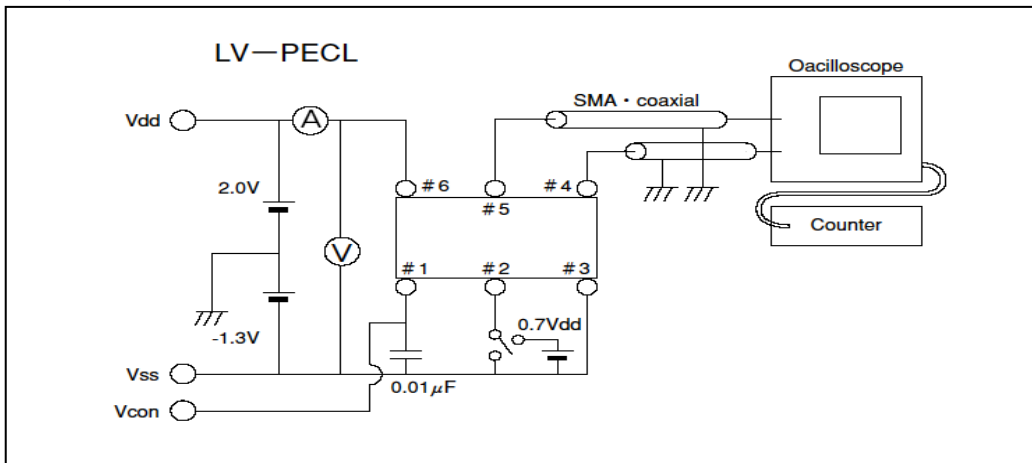 LV－PECL
Oacilloscope
SMA・coaxial
Vdd
A
2.0V
#6
#5
#4
Counter
V
#1
#2
#3
-1.3V
0.7Vdd
Vss
0.01μF
Vcon